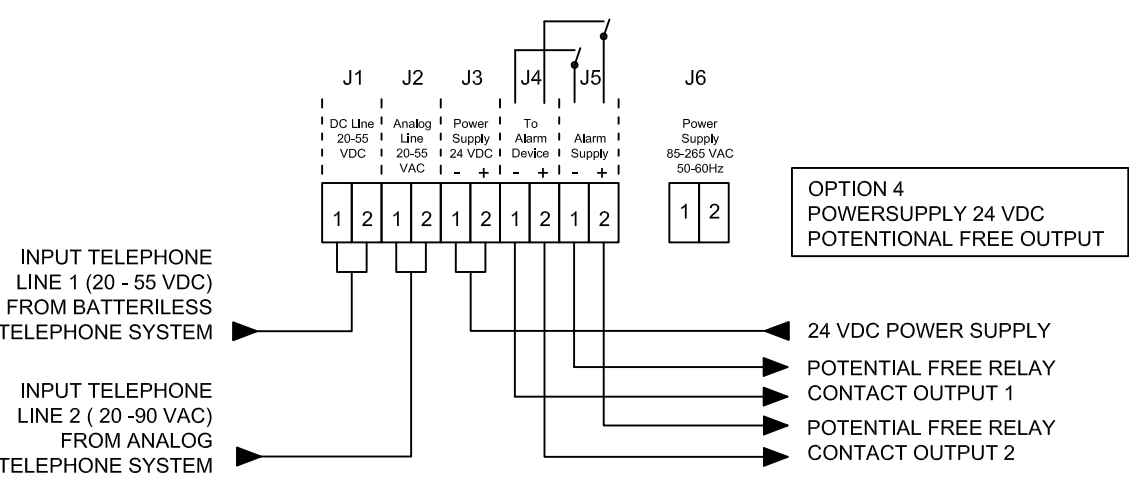 J1 J2 J3 J4 J5 J6
DC LIne
20-55
VDC
Analog
Line
20-55
VAC
Power
Supply
24 VDC
- +
To
Alarm
Device
- +
Alarm
Supply
- +
Power
Supply
85-265 VAC
50-60Hz
1 2 1 2 1 2 1 2 1 2 1 2
OPTION 4
POWERSUPPLY 24 VDC
POTENTIONAL FREE OUTPUT
INPUT TELEPHONE
LINE 1 (20 - 55 VDC)
FROM BATTERILESS
TELEPHONE SYSTEM
INPUT TELEPHONE
LINE 2 ( 20 -90 VAC)
FROM ANALOG
TELEPHONE SYSTEM
24 VDC POWER SUPPLY
POTENTIAL FREE RELAY
CONTACT OUTPUT 1
POTENTIAL FREE RELAY
CONTACT OUTPUT 2